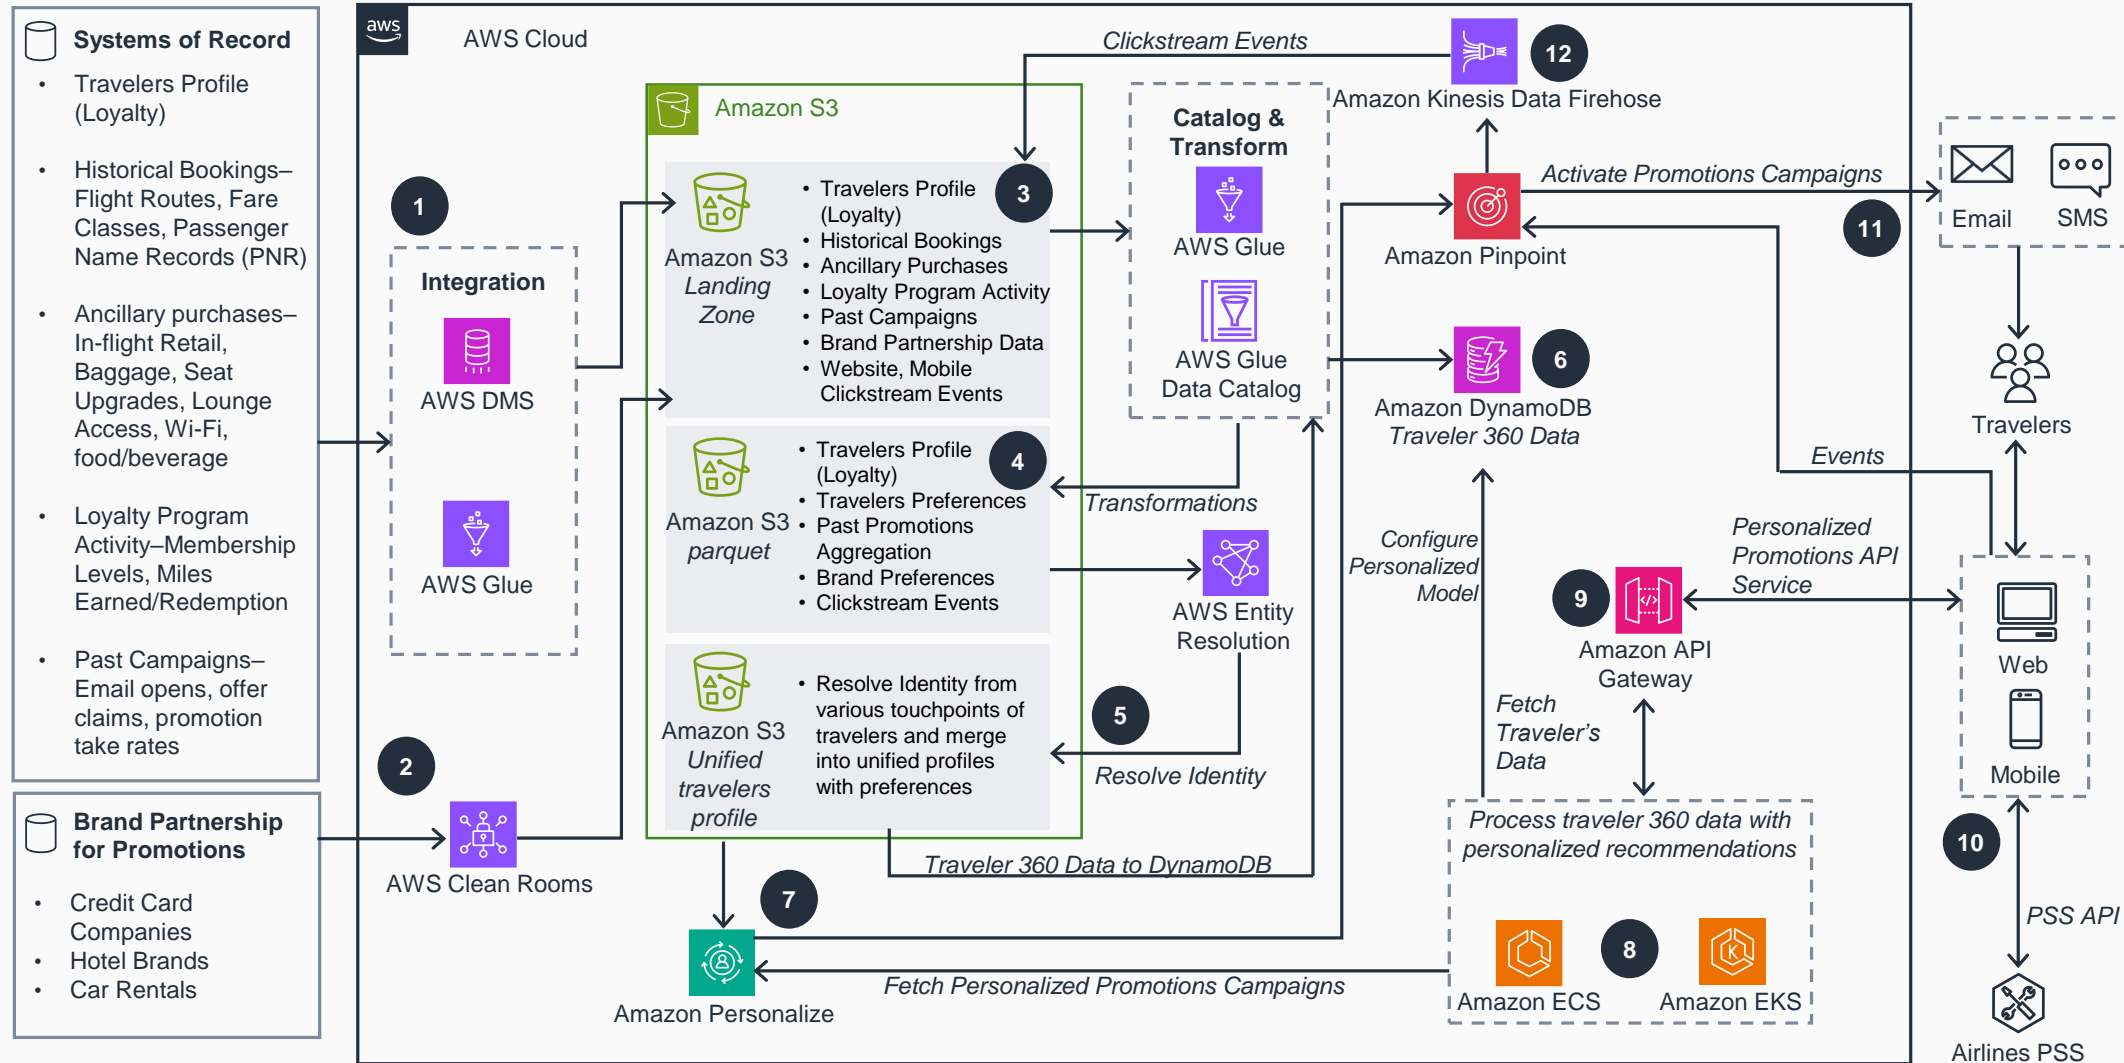 Systems of Record
• Travelers Profile
(Loyalty)
• Historical Bookings–
Flight Routes, Fare
Classes, Passenger
Name Records (PNR)
• Ancillary purchases–
In-flight Retail,
Baggage, Seat
Upgrades, Lounge
Access, Wi-Fi,
food/beverage
• Loyalty Program
Activity–Membership
Levels, Miles
Earned/Redemption
• Past Campaigns–
Email opens, offer
claims, promotion
take rates
Brand Partnership
for Promotions
• Credit Card
Companies
• Hotel Brands
• Car Rentals
aws
AWS Cloud
1
Integration
AWS DMS
AWS Glue
2
AWS Clean Rooms
Amazon S3
Amazon S3
Landing
Zone
• Travelers Profile
(Loyalty)
• Historical Bookings
• Ancillary Purchases
• Loyalty Program Activity
• Past Campaigns
• Brand Partnership Data
• Website, Mobile
Clickstream Events
3
Amazon S3
parquet
• Travelers Profile
(Loyalty)
• Travelers Preferences
• Past Promotions
Aggregation
• Brand Preferences
• Clickstream Events
4
Amazon S3
Unified
travelers
profile
• Resolve Identity from
various touchpoints of
travelers and merge
into unified profiles
with preferences
5
Resolve Identity
Clickstream Events
Catalog &
Transform
AWS Glue
AWS Glue
Data Catalog
Transformations
AWS Entity
Resolution
Traveler 360 Data to DynamoDB
7
Amazon Personalize
Fetch Personalized Promotions Campaigns
12
Amazon Kinesis Data Firehose
Amazon Pinpoint
Activate Promotions Campaigns
11
6
Amazon DynamoDB
Traveler 360 Data
Configure
Personalized
Model
Fetch
Traveler’s
Data
Events
Personalized
Promotions API
Service
9
Amazon API
Gateway
Process traveler 360 data with
personalized recommendations
Amazon ECS
8
Amazon EKS
Email
SMS
Travelers
Web
Mobile
10
PSS API
Airlines PSS